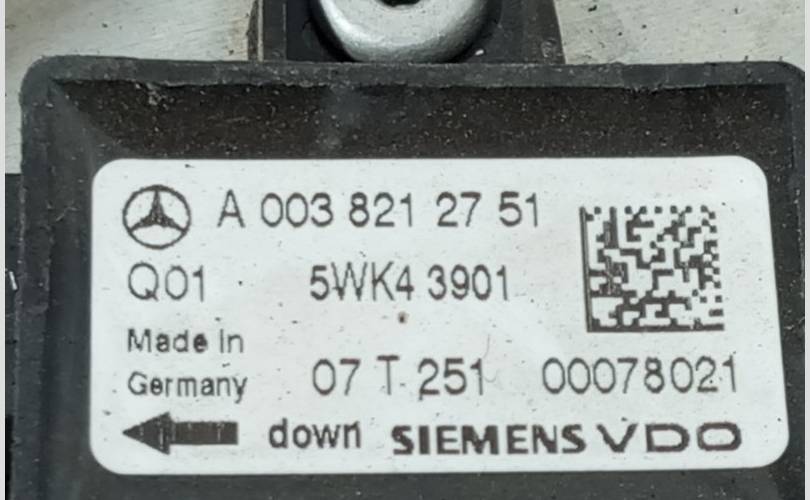 A 003 821 27 51
Q01 5WK4 3901
Made in
Germany 07 T 251 00078021
down SIEMENS VDO